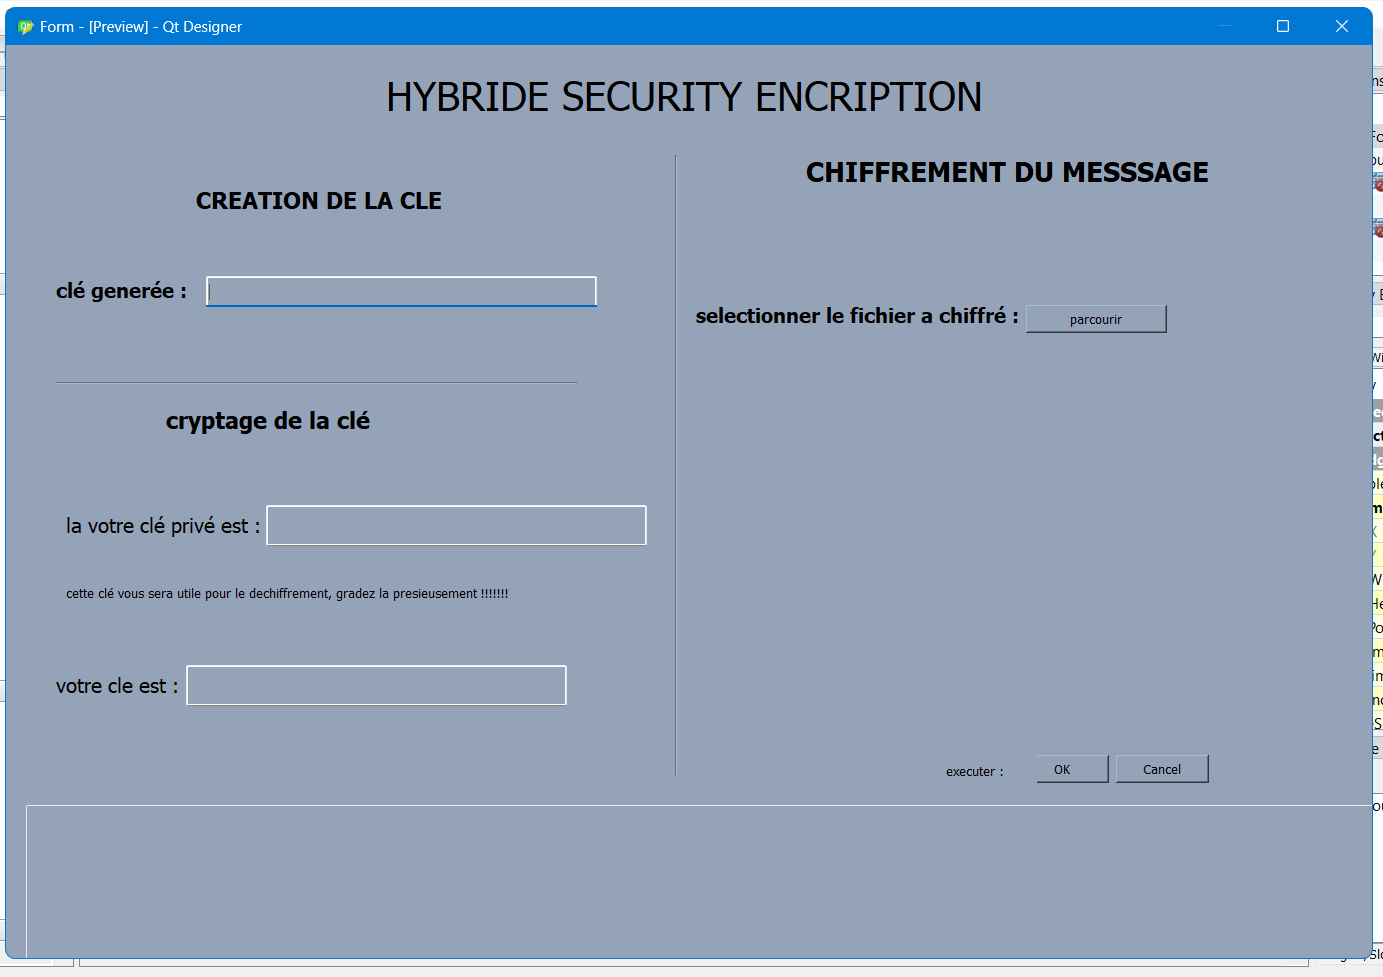 Form - [Preview] - Qt Designer
HYBRIDE SECURITY ENCRIPTION
CREATION DE LA CLE
clé generée :
cryptage de la clé
la votre clé privé est :
cette clé vous sera utile pour le dechiffrement, gradez la presieusement !!!!!!!
votre cle est :
CHIFFREMENT DU MESSSAGE
selectionner le fichier a chiffré :
parcourir
executer :
OK
Cancel